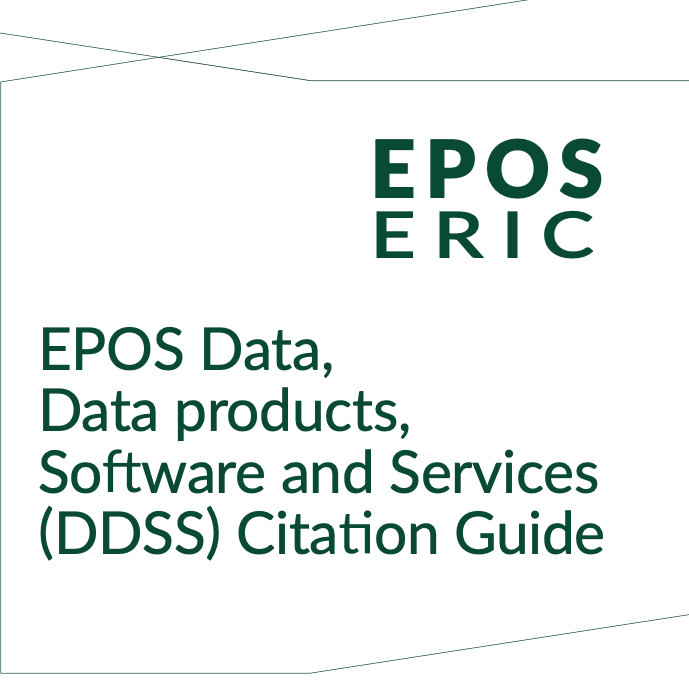 EPOS
ERIC
EPOS Data,
Data products,
Software and Services
(DDSS) Citation Guide